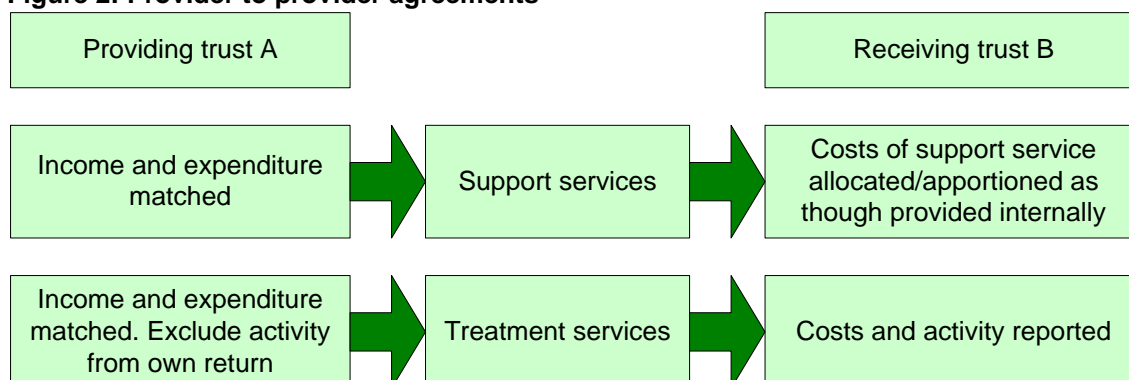 Figure 2: Provider to provider agreements
Providing trust A
Receiving trust B
Income and expenditure
matched
Support services
Costs of support service
allocated/apportioned as
though provided internally
Income and expenditure
matched. Exclude activity
from own return
Treatment services
Costs and activity reported